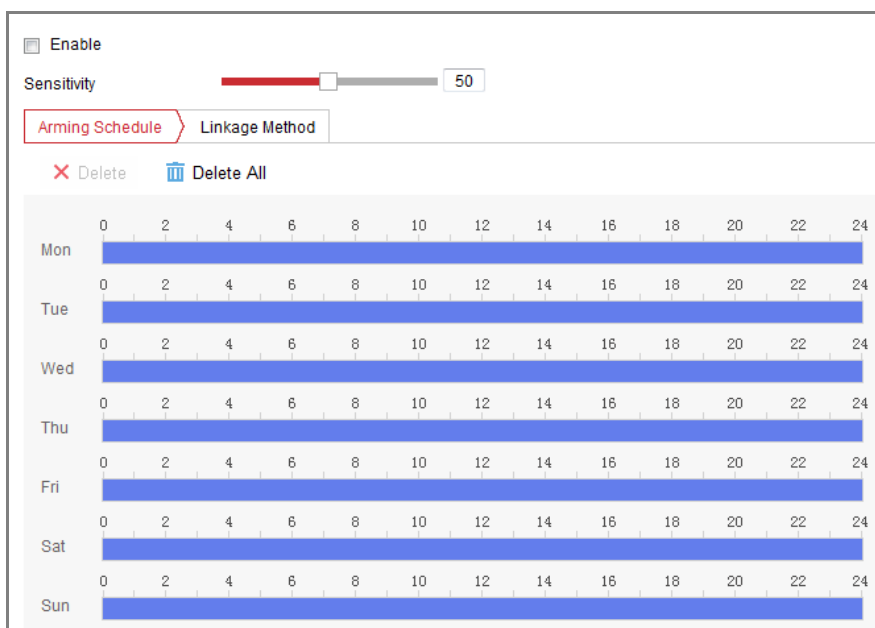 Enable
Sensitivity 50
Arming Schedule Linkage Method
Delete Delete All
0 2 4 6 8 10 12 14 16 18 20 22 24
Mon
0 2 4 6 8 10 12 14 16 18 20 22 24
Tue
0 2 4 6 8 10 12 14 16 18 20 22 24
Wed
0 2 4 6 8 10 12 14 16 18 20 22 24
Thu
0 2 4 6 8 10 12 14 16 18 20 22 24
Fri
0 2 4 6 8 10 12 14 16 18 20 22 24
Sat
0 2 4 6 8 10 12 14 16 18 20 22 24
Sun